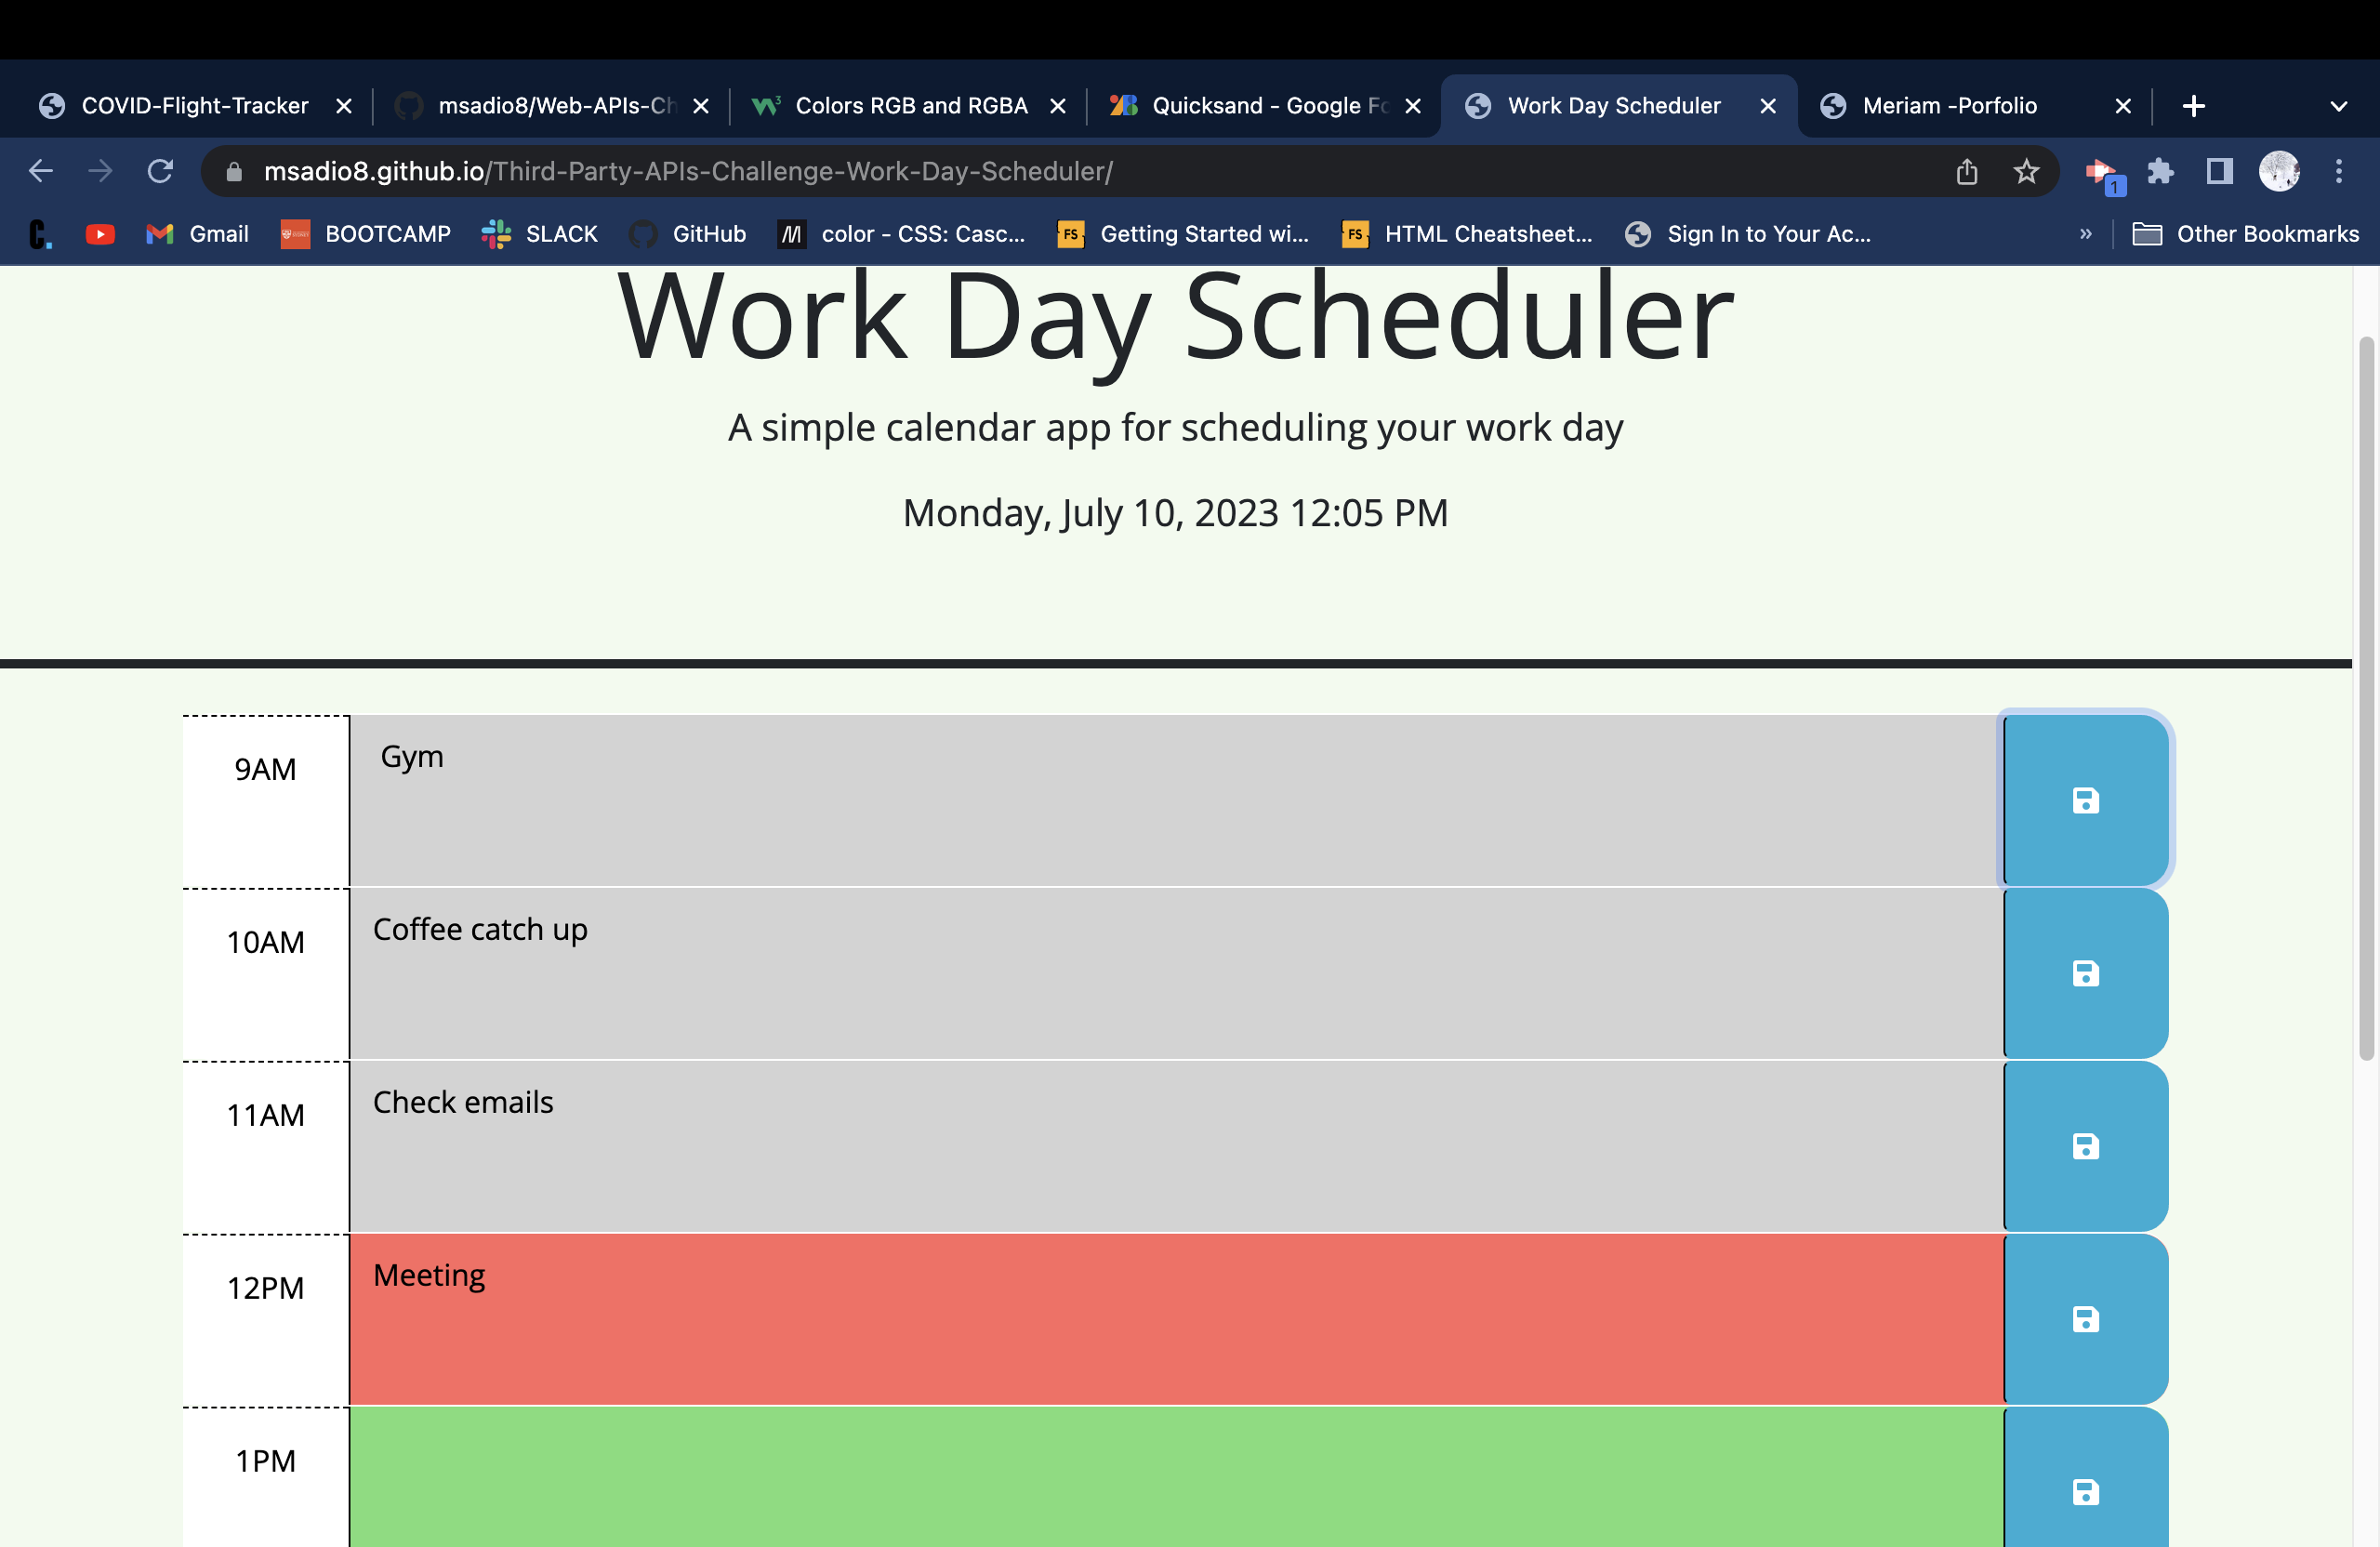 COVID-Flight-Tracker
msadio8/Web-APIs-Ch
Colors RGB and RGBA
Quicksand - Google Fo
Work Day Scheduler
Meriam -Porfolio
msadio8.github.io/Third-Party-APIs-Challenge-Work-Day-Scheduler/
1
C.
Gmail
BOOTCAMP
SLACK
GitHub
color - CSS: Casc...
FS
Getting Started wi...
FS
HTML Cheatsheet...
Sign In to Your Ac...
»
Other Bookmarks
Work Day Scheduler
A simple calendar app for scheduling your work day
Monday, July 10, 2023 12:05 PM
9AM
Gym
10AM
Coffee catch up
11AM
Check emails
12PM
Meeting
1PM